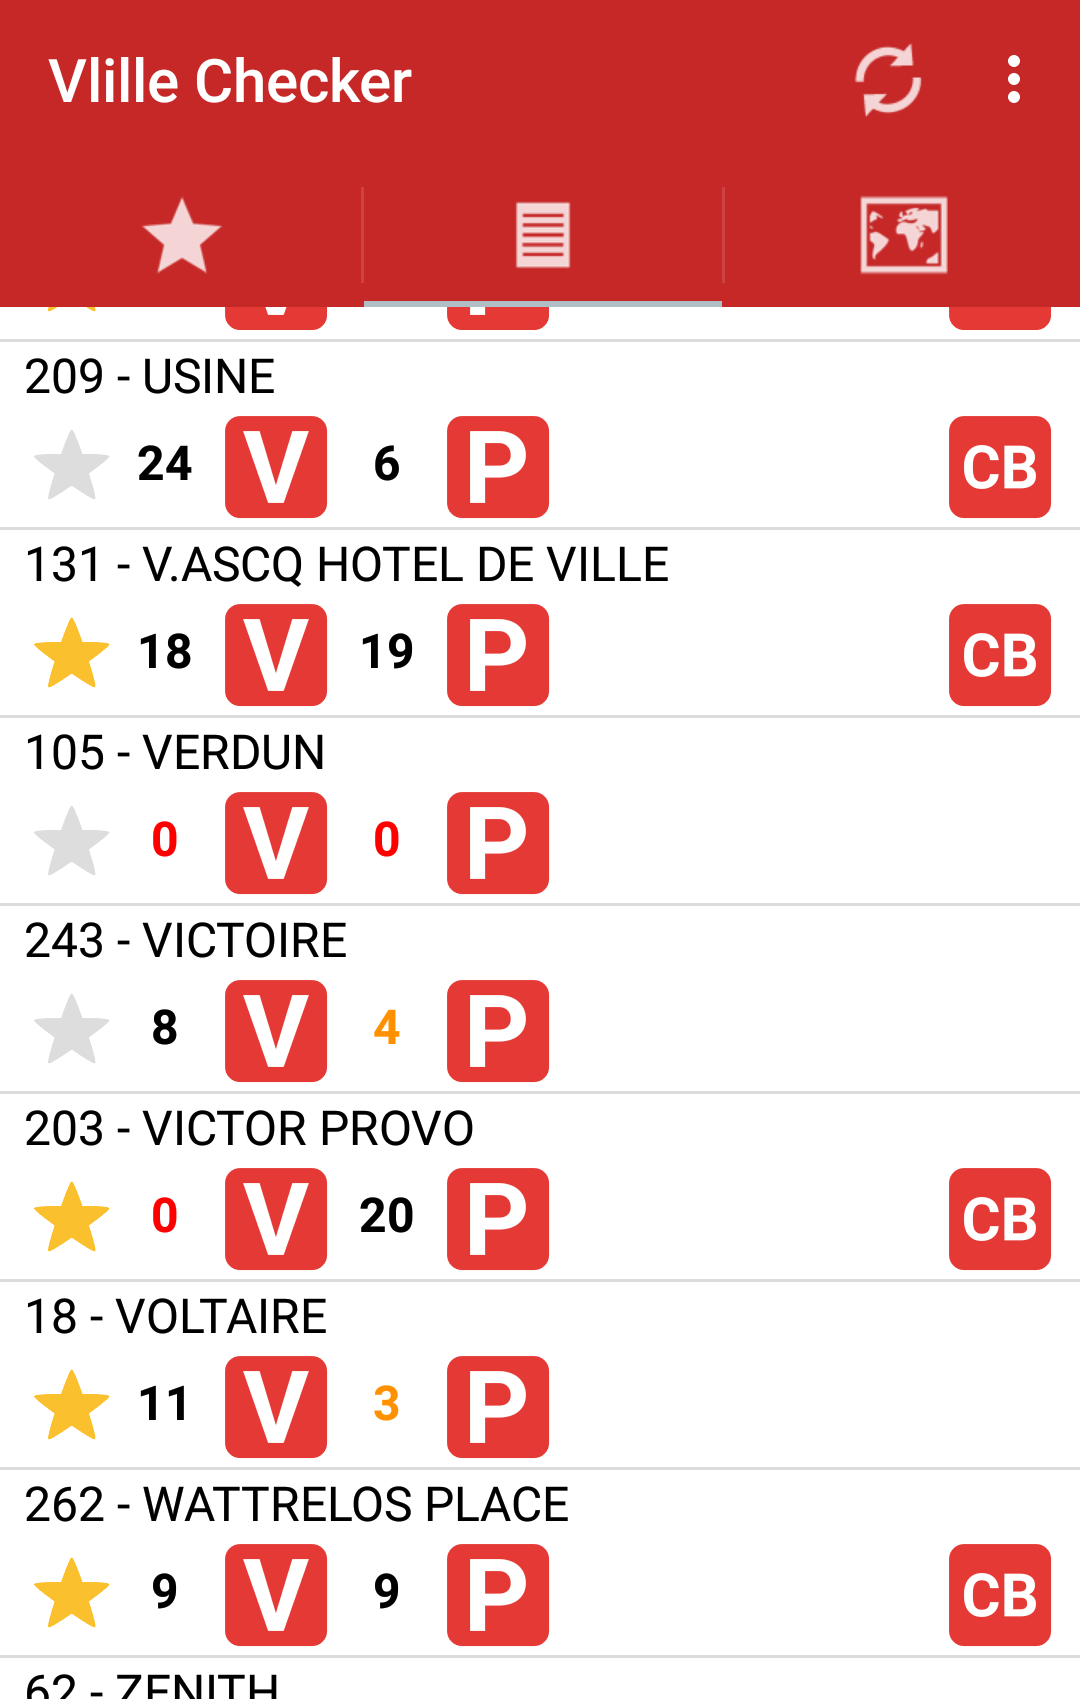 Vlille Checker
209 - USINE
24 V 6 P CB
131 - V.ASCQ HOTEL DE VILLE
18 V 19 P CB
105 - VERDUN
0 V 0 P
243 - VICTOIRE
8 V 4 P
203 - VICTOR PROVO
0 V 20 P CB
18 - VOLTAIRE
11 V 3 P
262 - WATTRELOS PLACE
9 V 9 P CB
62 - ZENITH